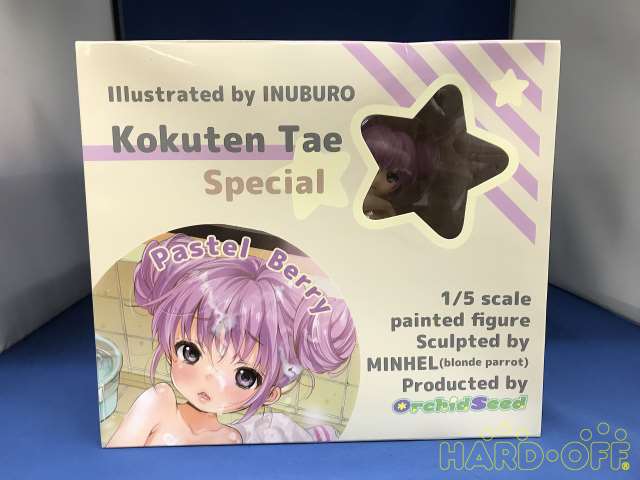 Illustrated by INUBURO
Kokuten Tae
Special
Pastel Berry
1/5 scale
painted figure
Sculpted by
MINHEL(blonde parrot)
Producted by
OrchidSeed
HARD・OFF®